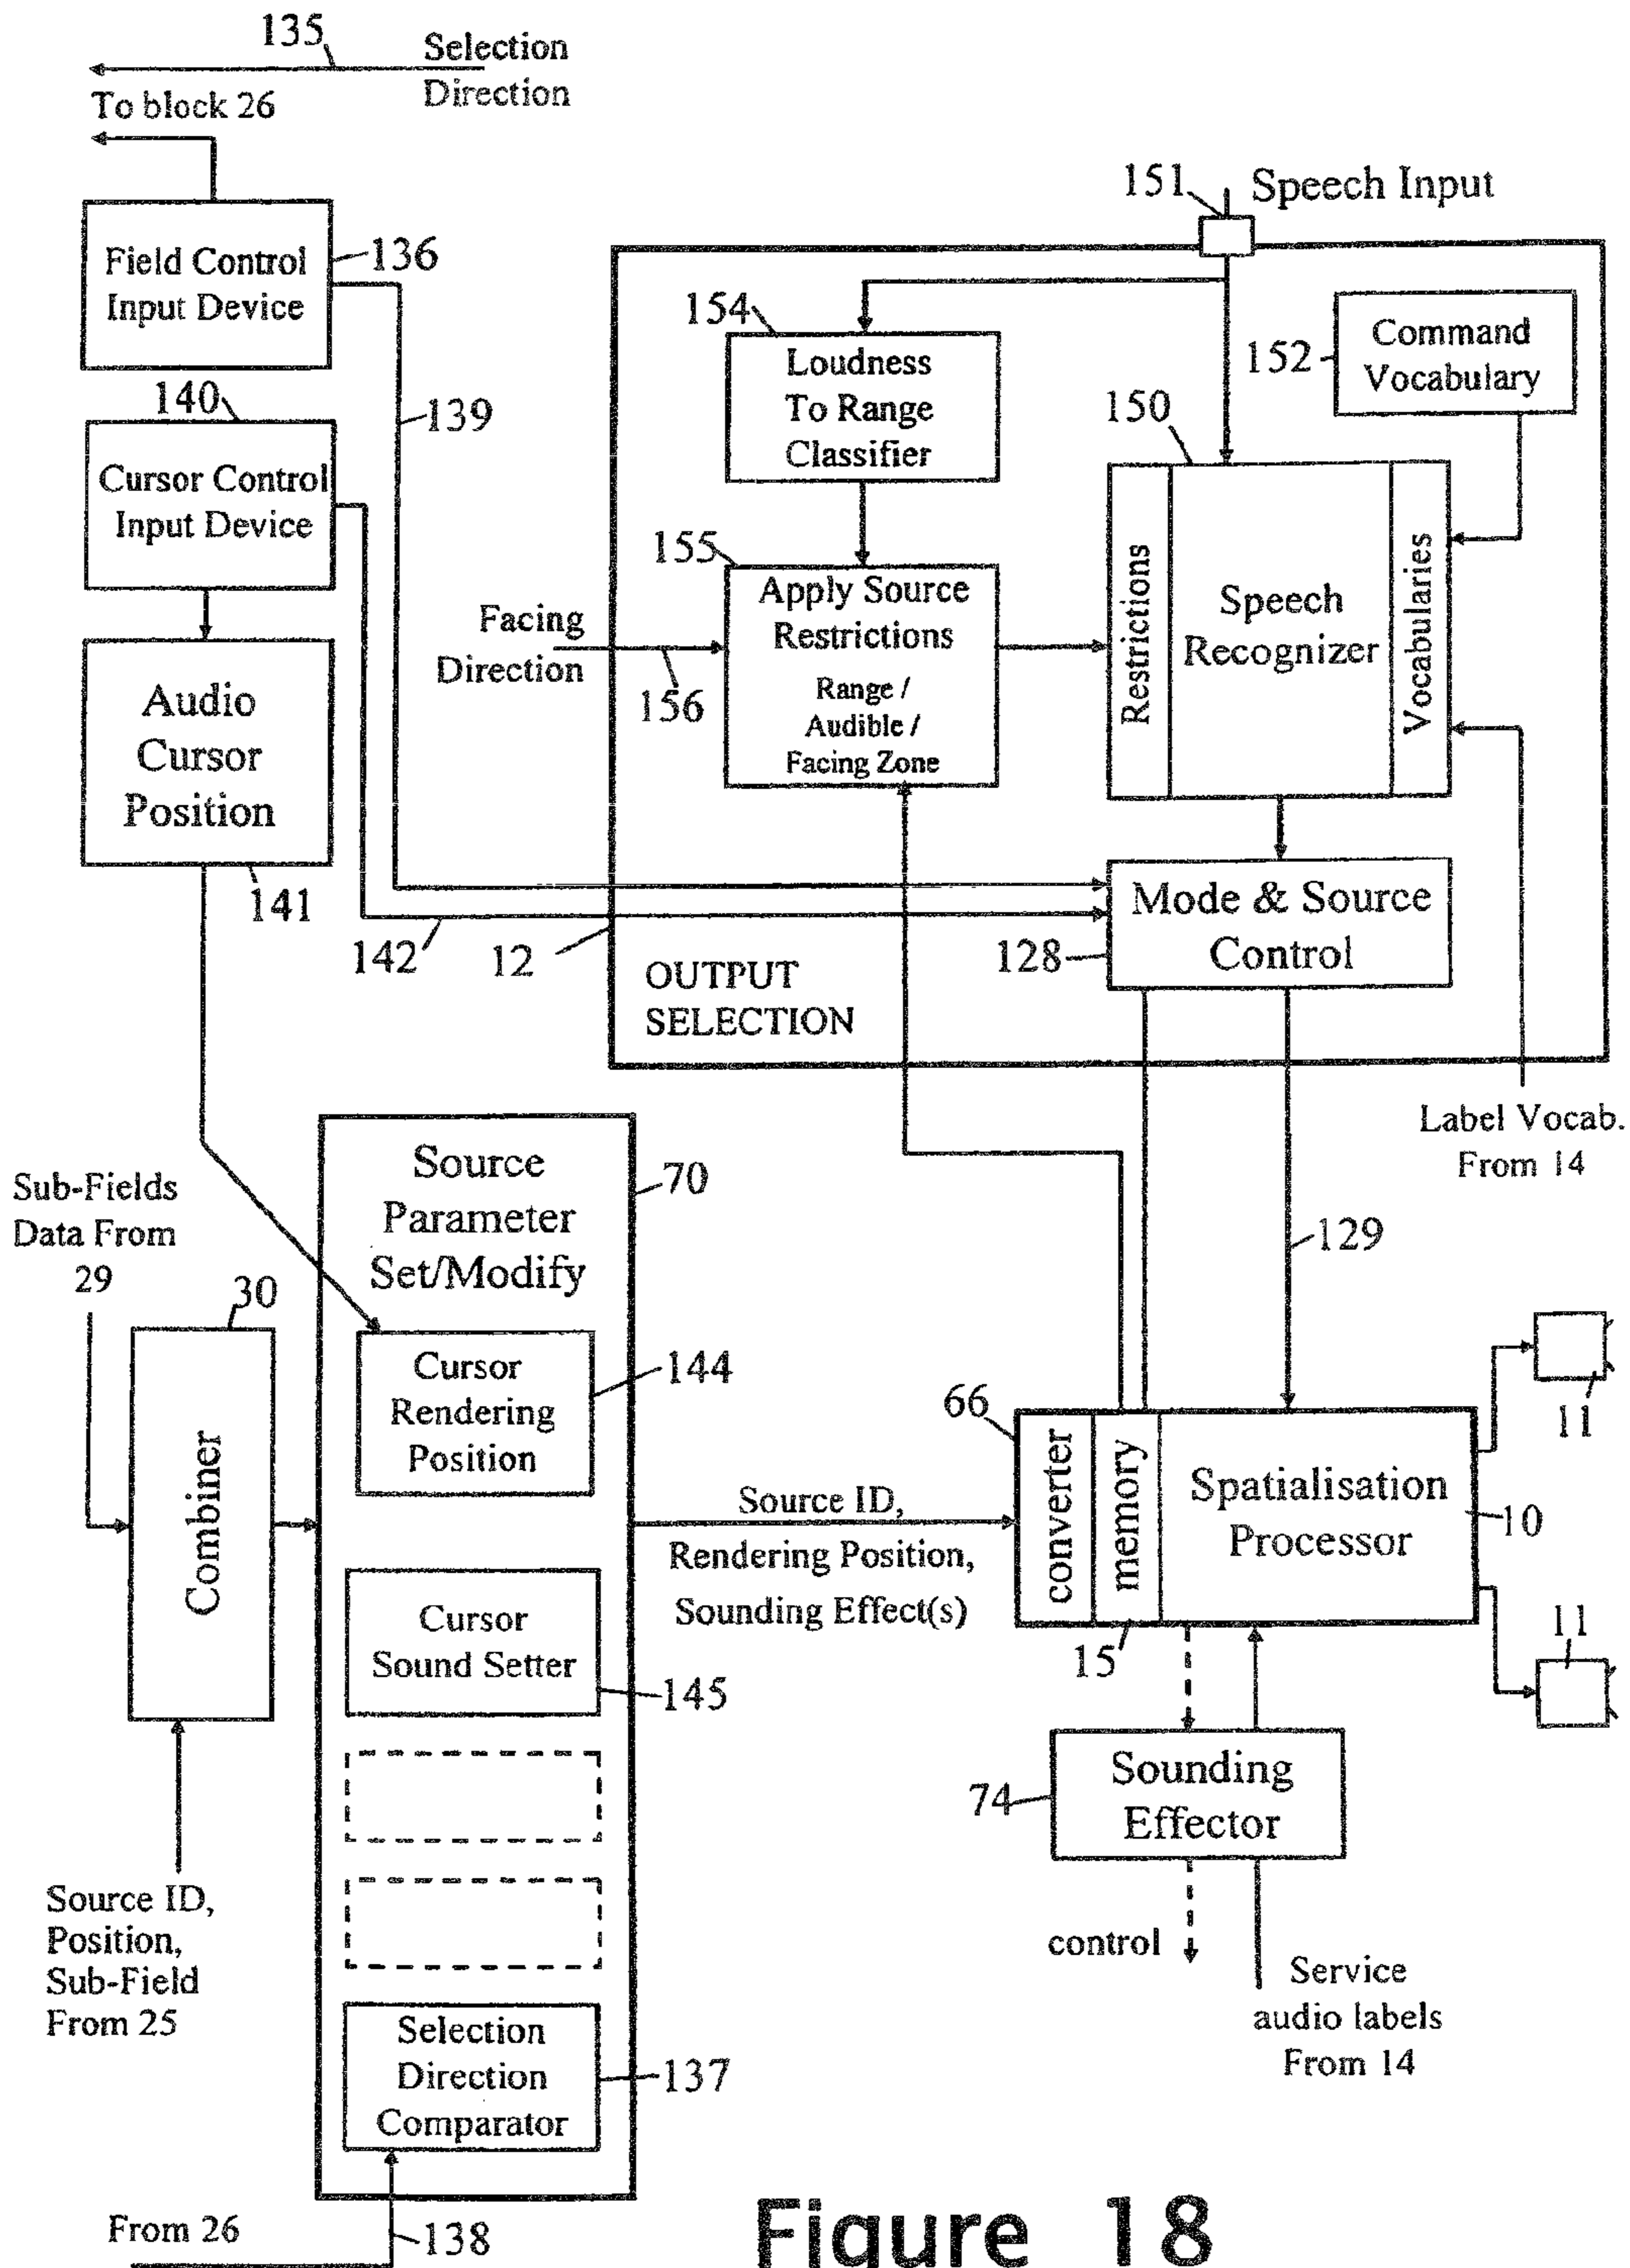 135
Selection
Direction
To block 26
Field Control
Input Device
136
140
139
Cursor Control
Input Device
Audio
Cursor
Position
141
142
12
151
Speech Input
154
Loudness
To Range
Classifier
152
Command
Vocabulary
150
155
Apply Source
Restrictions
Range /
Audible /
Facing Zone
Facing
Direction
156
Restrictions
Speech
Recognizer
Vocabularies
Mode & Source
Control
128
OUTPUT
SELECTION
Label Vocab.
From 14
129
Sub-Fields
Data From
29
30
Combiner
Source
Parameter
Set/Modify
70
Cursor
Rendering
Position
144
Cursor
Sound Setter
145
Source ID,
Rendering Position,
Sounding Effect(s)
66
converter
memory
Spatialisation
Processor
10
15
11
11
74
Sounding
Effector
control
Service
audio labels
From 14
Source ID,
Position,
Sub-Field
From 25
Selection
Direction
Comparator
137
From 26
138
Figure 18